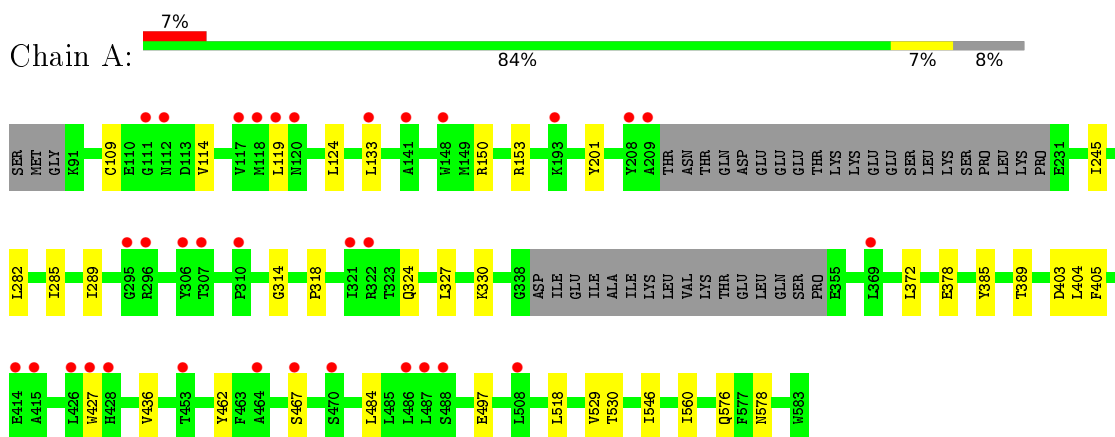 7%
Chain A:
84%
7%
8%
SER MET GLY K91 C109 E110 G111 N112 D113 V114 V117 M118 L119 N120 L124 L133 A141 W148 M149 R150 R153 K193 Y201 Y208 A209 THR ASN THR THR GLN ASP GLU GLU GLU THR LYS LYS GLU GLU SER LEU LYS SER PRO LEU LYS PRO E231 I245
L282 I285 I289 G295 R296 Y306 T307 P310 G314 P318 I321 R322 T323 Q324 L327 K330 G338 ASP ILE GLU ILE ALA ILE LYS LEU VAL LYS THR GLU LEU GLN SER PRO E355 L369 L372 E378 Y385 T389 D403 L404 F405
E414 A415 L426 W427 H428 V436 T453 Y462 F463 A464 S467 S470 L484 L485 L486 L487 S488 E497 L508 L518 V529 T530 I546 I560 Q576 F577 N578 W583